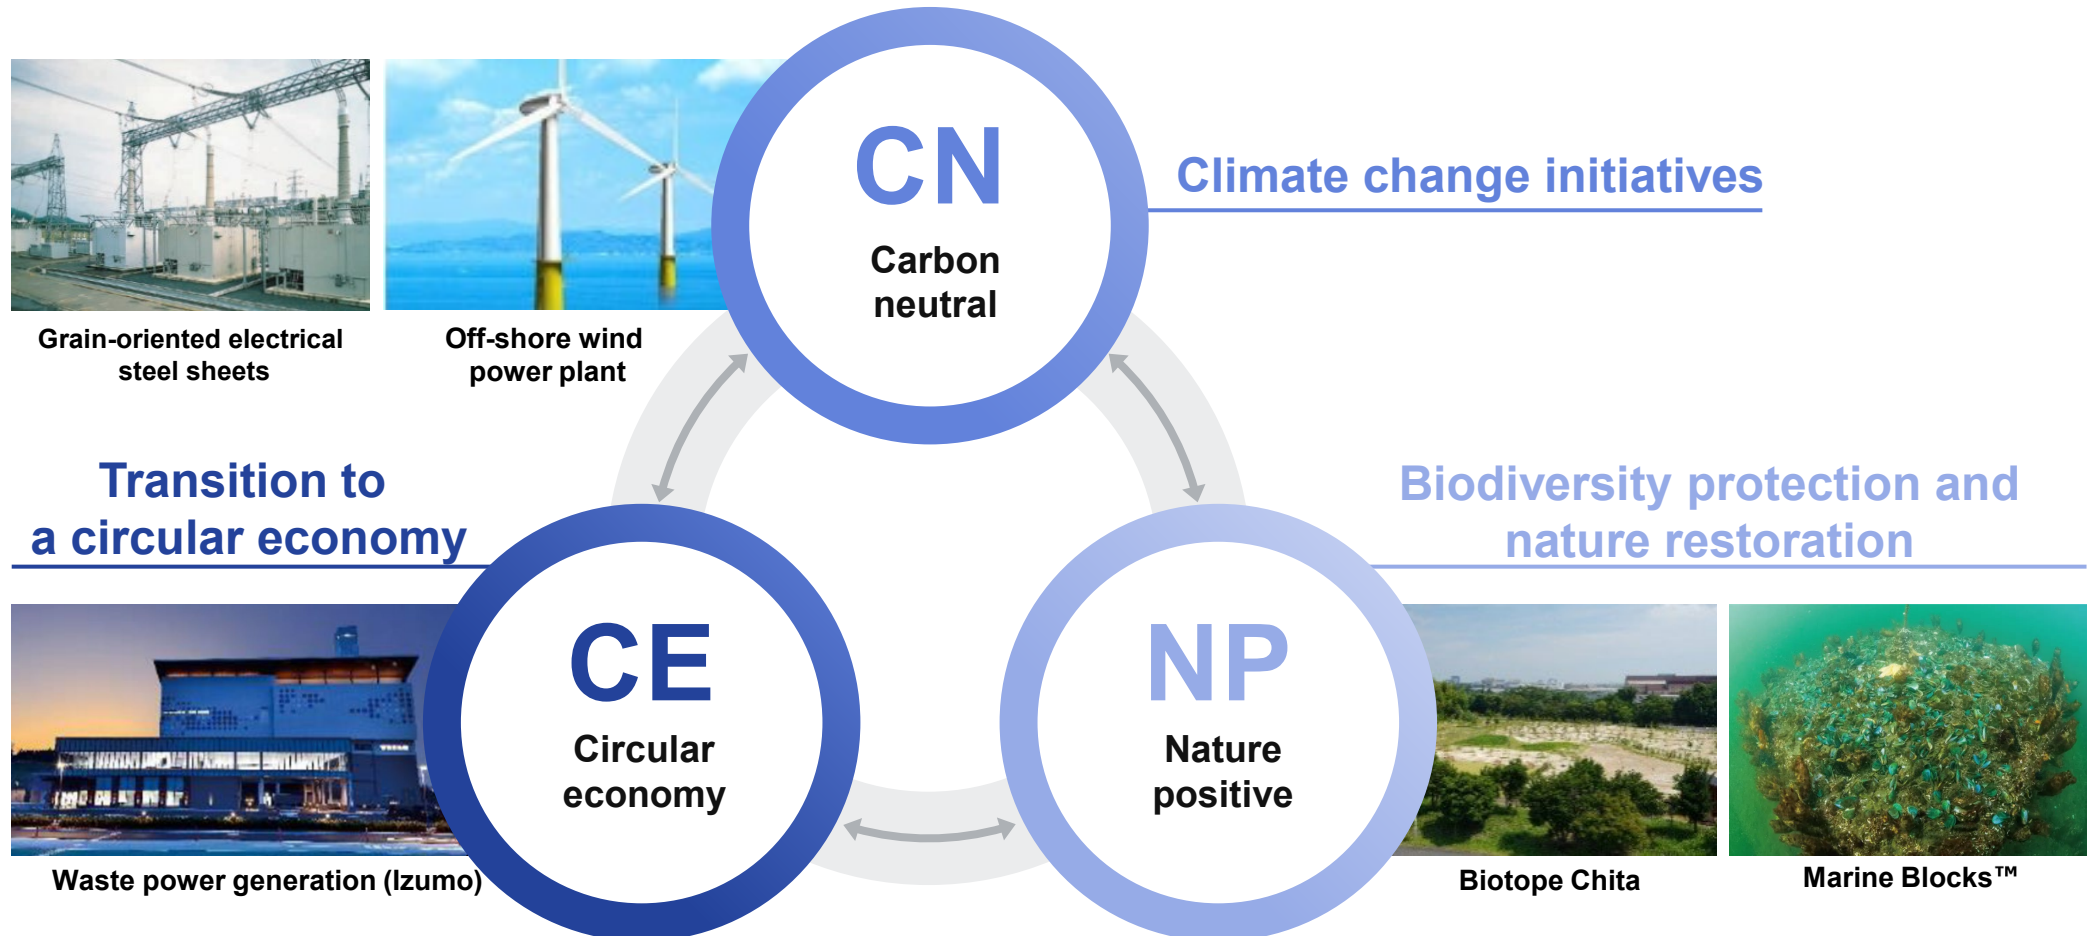 CN
Carbon
neutral
Climate change initiatives
Grain-oriented electrical
steel sheets
Off-shore wind
power plant
Transition to
a circular economy
CE
Circular
economy
Waste power generation (Izumo)
Biodiversity protection and
nature restoration
NP
Nature
positive
Biotope Chita
Marine Blocks™